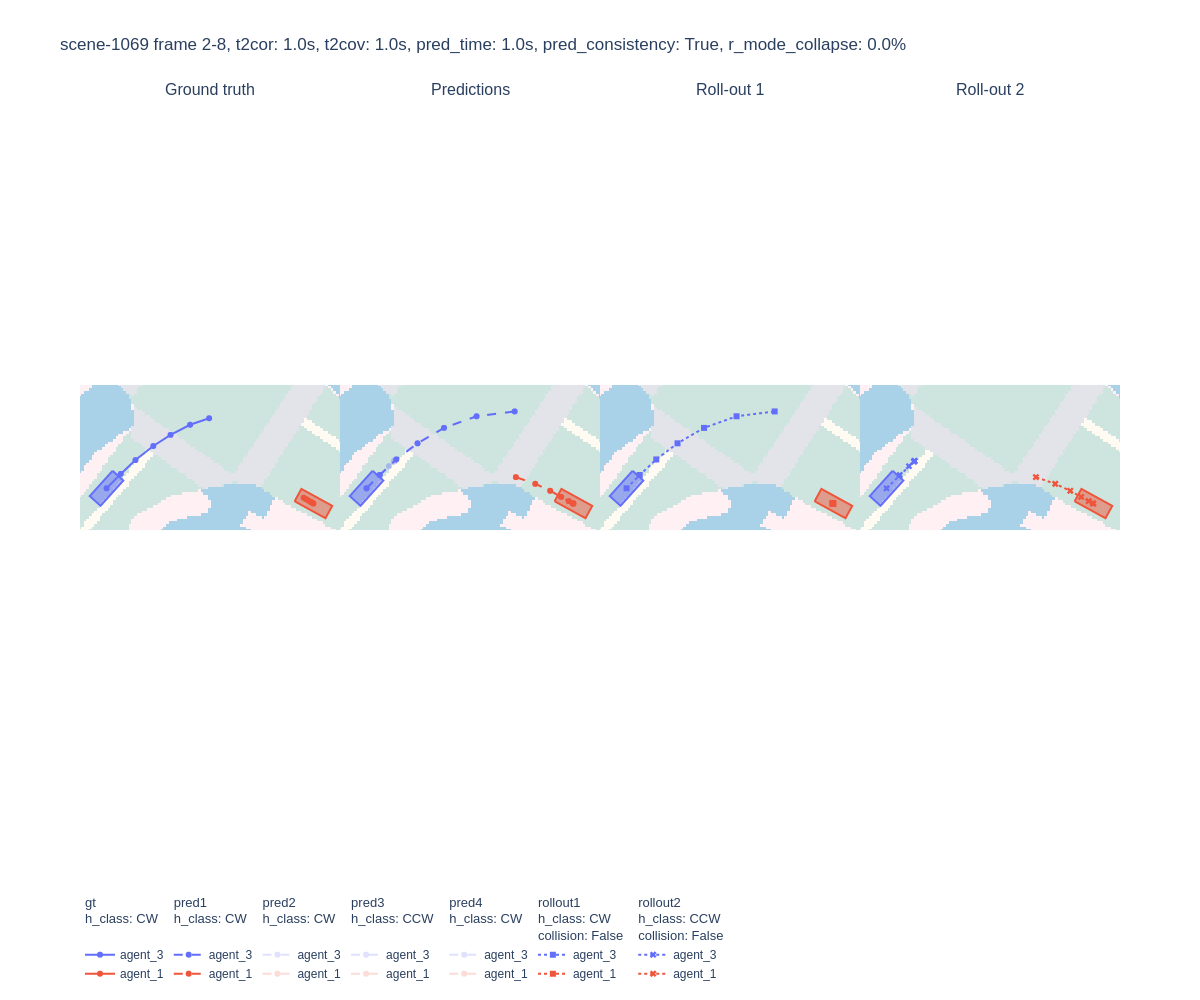 scene-1069 frame 2-8, t2cor: 1.0s, t2cov: 1.0s, pred_time: 1.0s, pred_consistency: True, r_mode_collapse: 0.0%
Ground truth Predictions Roll-out 1 Roll-out 2
gt pred1 pred2 pred3 pred4 rollout1 rollout2
h_class: CW h_class: CW h_class: CW h_class: CCW h_class: CW h_class: CW h_class: CCW
collision: False collision: False
agent_3 agent_3 agent_3 agent_3 agent_3 agent_3 agent_3
agent_1 agent_1 agent_1 agent_1 agent_1 agent_1 agent_1